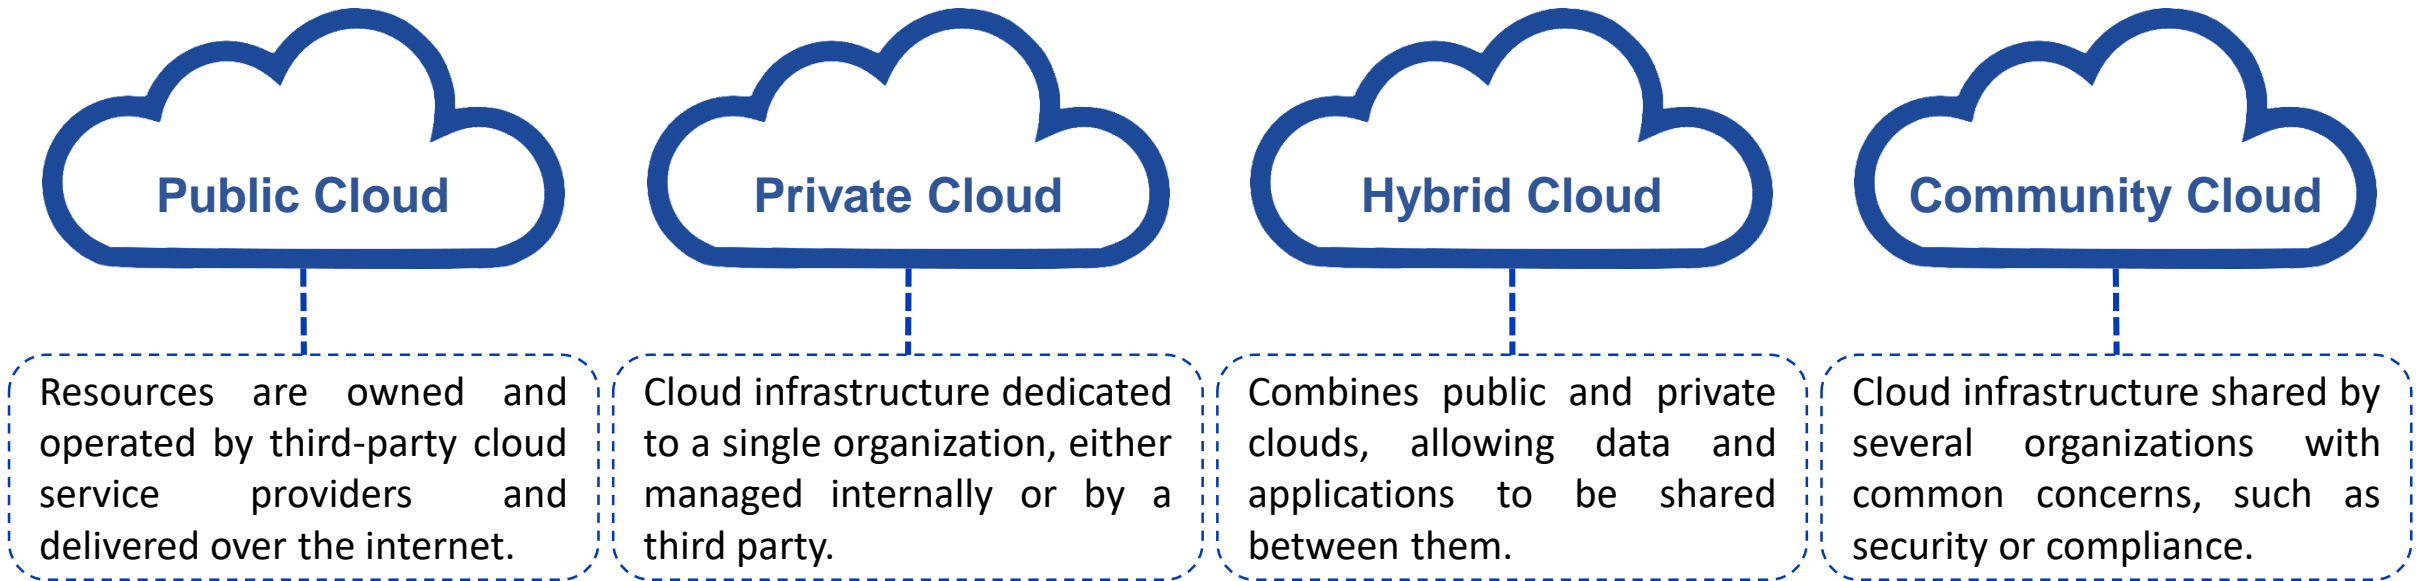 Public Cloud
Resources are owned and
operated by third-party cloud
service providers and
delivered over the internet.
Private Cloud
Cloud infrastructure dedicated
to a single organization, either
managed internally or by a
third party.
Hybrid Cloud
Combines public and private
clouds, allowing data and
applications to be shared
between them.
Community Cloud
Cloud infrastructure shared by
several organizations with
common concerns, such as
security or compliance.